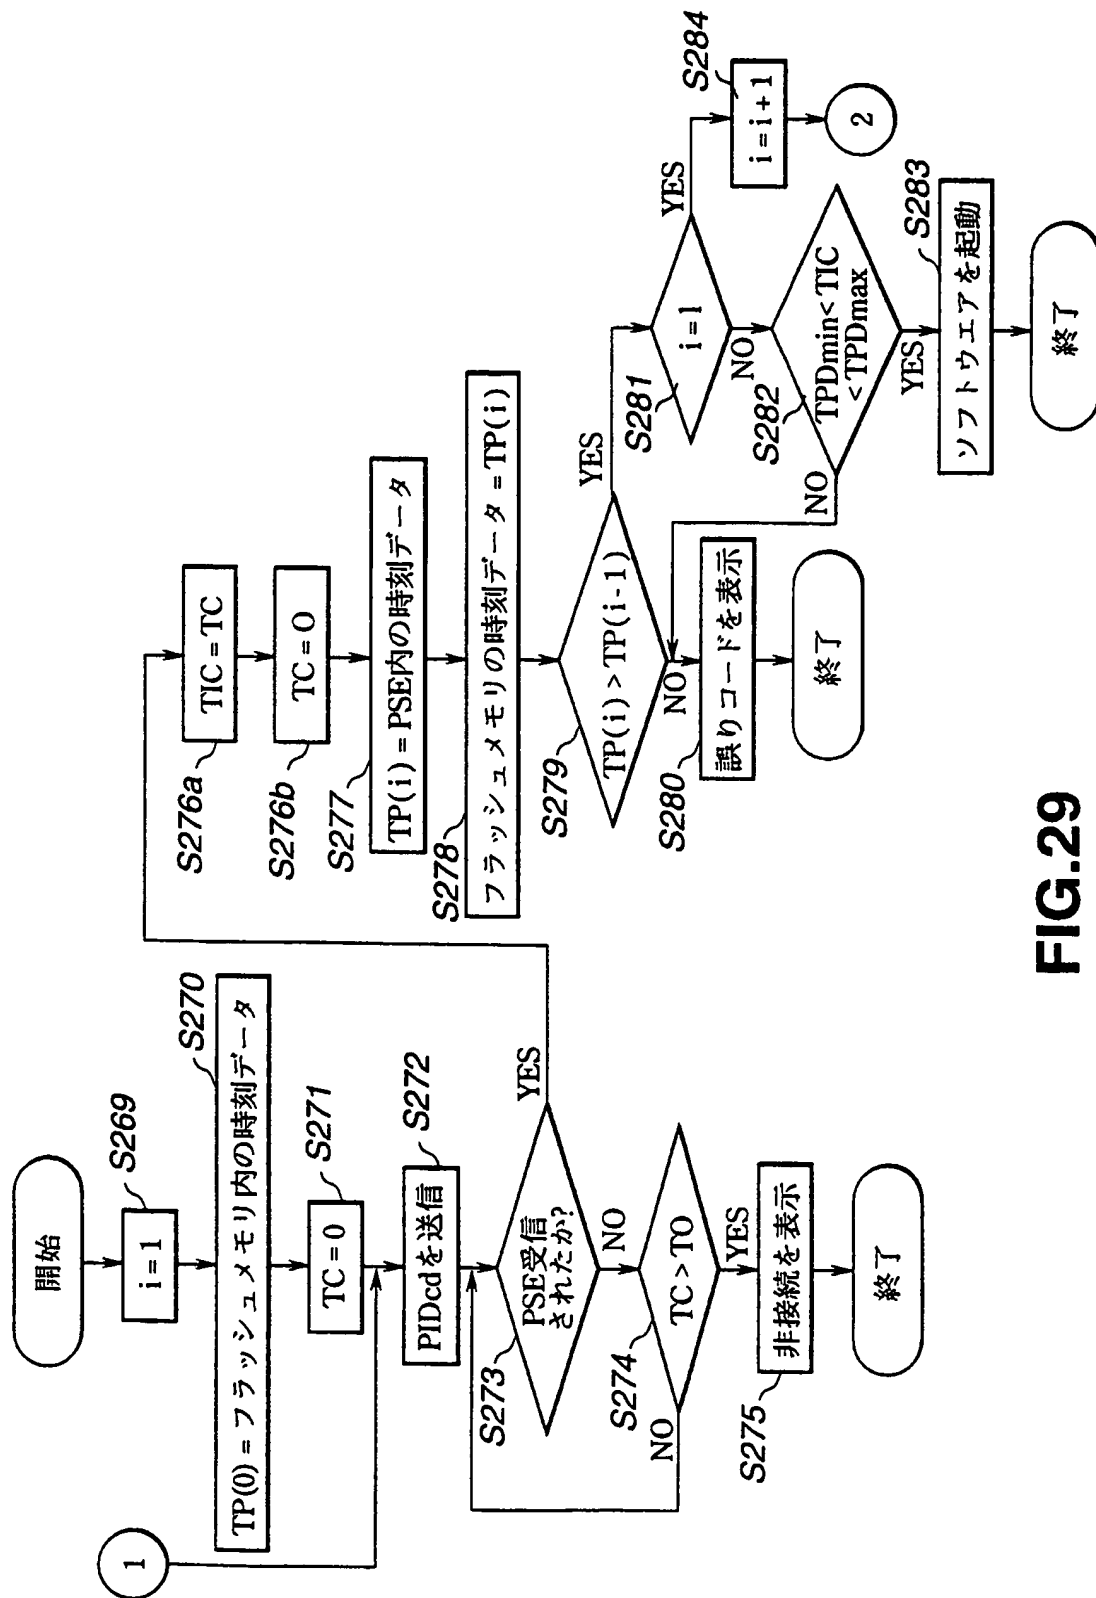 開始
S269
i = 1
S270
TP(0) = フラッシュメモリ内の時刻データ
1
S271
TC = 0
S272
PIDcdを送信
S273
PSE受信
されたか?
YES
NO
S274
TC > TO
NO
YES
S275
非接続を表示
終了
S276a
TIC = TC
S276b
TC = O
S277
TP(i) = PSE内の時刻データ
S278
フラッシュメモリの時刻データ = TP(i)
S279
TP(i) > TP(i-1)
YES
NO
S280
誤りコードを表示
終了
S281
i = 1
YES
NO
S284
i = i + 1
2
S282
TPDmin < TIC
< TPDmax
NO
YES
S283
ソフトウエアを起動
終了
FIG.29